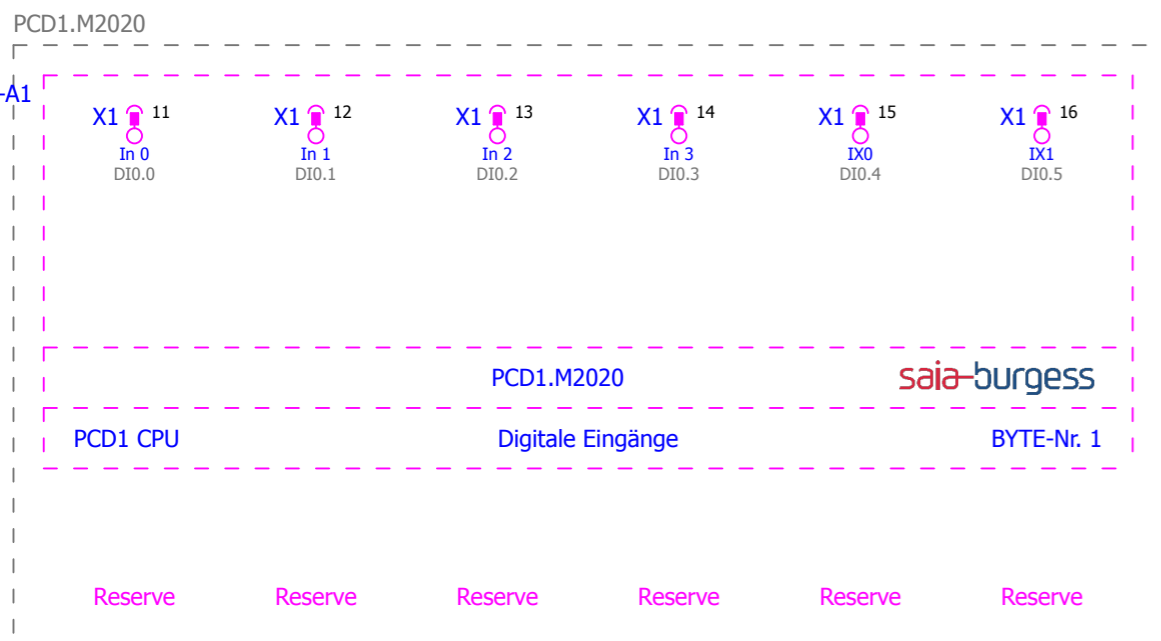 PCD1.M2020
-A1
X1 11 X1 12 X1 13 X1 14 X1 15 X1 16
In 0 In 1 In 2 In 3 IX0 IX1
DI0.0 DI0.1 DI0.2 DI0.3 DI0.4 DI0.5
PCD1.M2020 saia-burgess
PCD1 CPU Digitale Eingänge BYTE-Nr. 1
Reserve Reserve Reserve Reserve Reserve Reserve